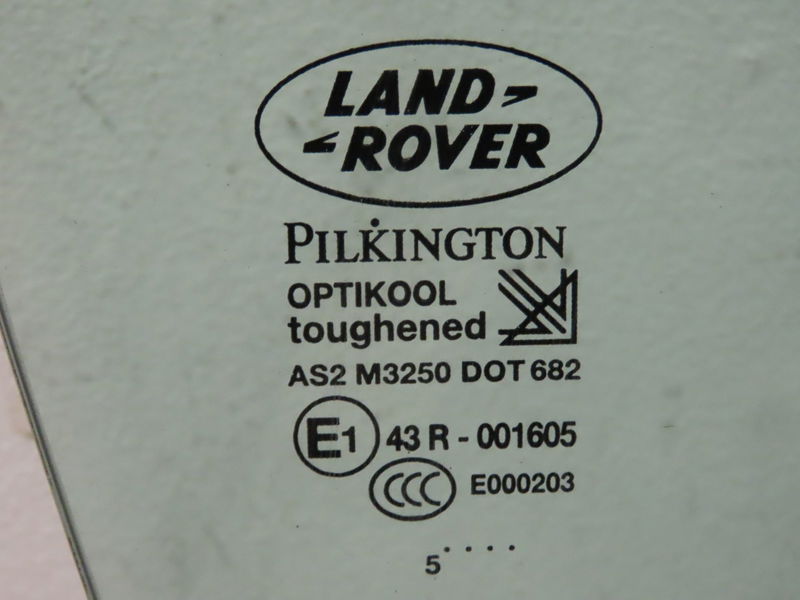 LAND
ROVER
PILKINGTON
OPTIKOOL
toughened
AS2 M3250 DOT 682
E1 43 R - 001605
CCC E000203
5 ....